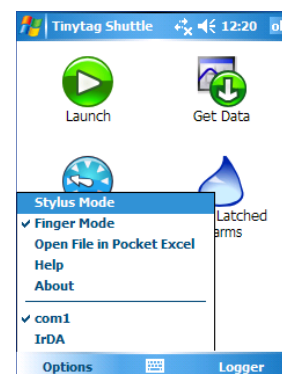 Tinytag Shuttle 12:20 ok
Launch
Get Data
Latched
arms
Stylus Mode
Finger Mode
Open File in Pocket Excel
Help
About
com1
IrDA
Options Logger